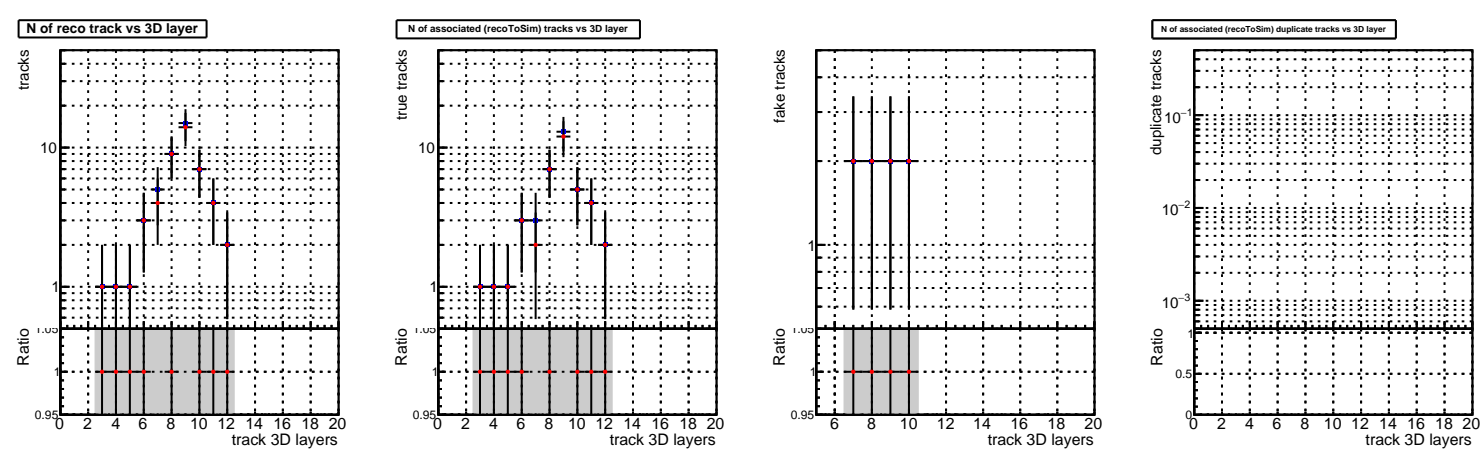 N of reco track vs 3D layer
tracks
10
1
Ratio
1.05
1
0.95
0 2 4 6 8 10 12 14 16 18 20
track 3D layers
N of associated (recoToSim) tracks vs 3D layer
true tracks
10
1
Ratio
1.05
1
0.95
0 2 4 6 8 10 12 14 16 18 20
track 3D layers
fake tracks
1
Ratio
1.05
1
0.95
6 8 10 12 14 16 18 20
track 3D layers
N of associated (recoToSim) duplicate tracks vs 3D layer
duplicate tracks
10⁻¹
10⁻²
10⁻³
Ratio
1
0.5
0
0 2 4 6 8 10 12 14 16 18 20
track 3D layers